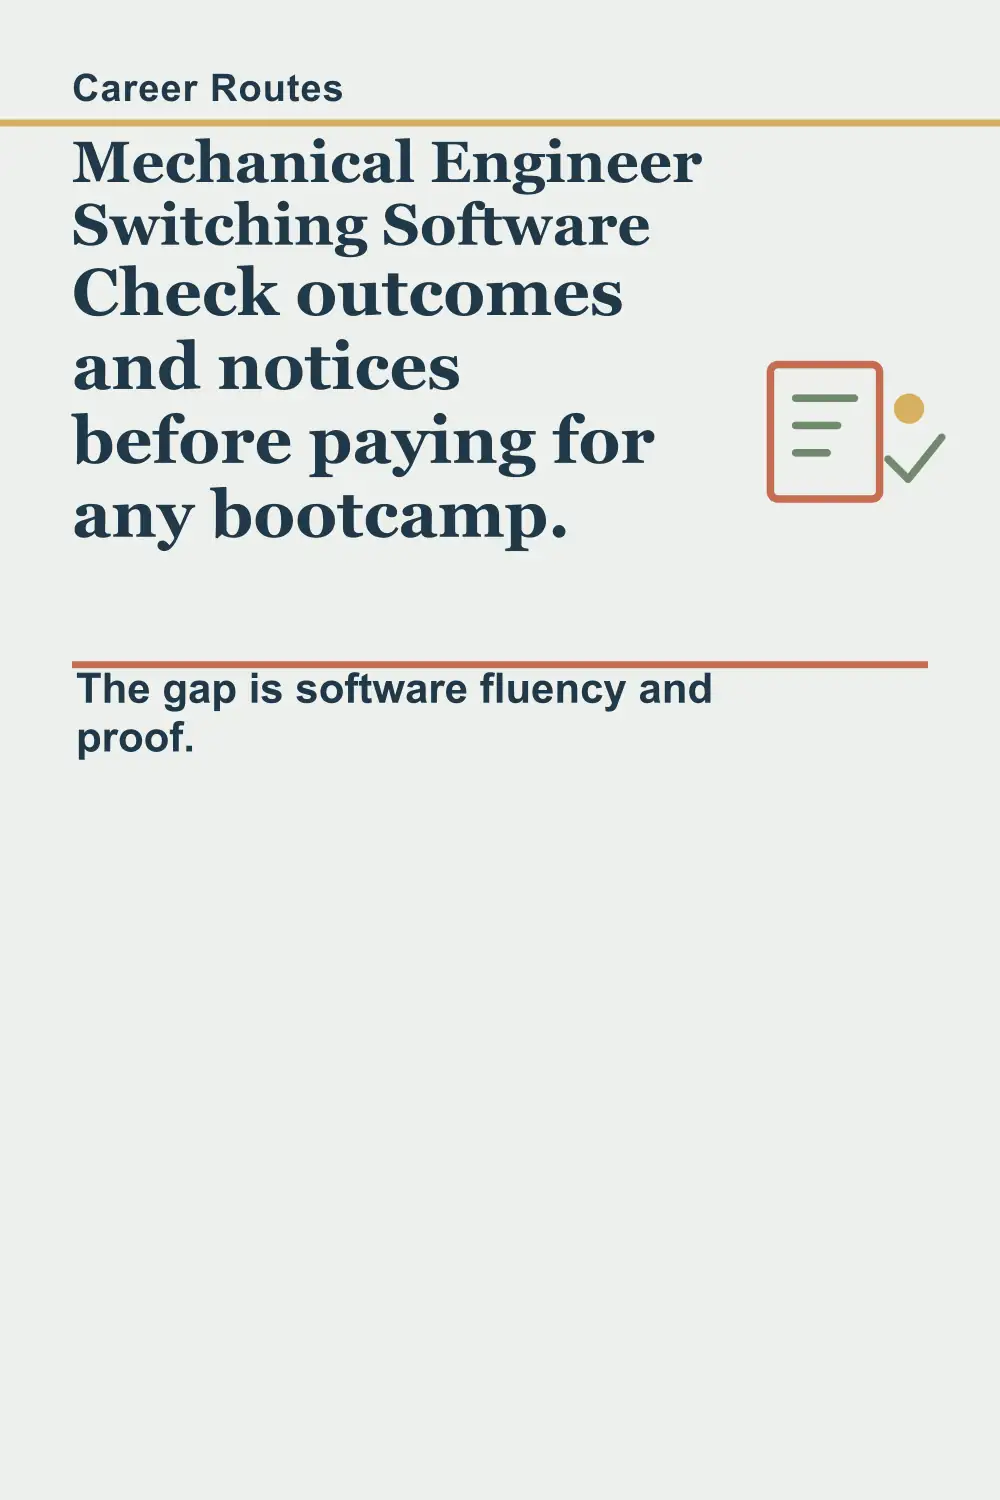 Career Routes
Mechanical Engineer
Switching Software
Check outcomes
and notices
before paying for
any bootcamp.
The gap is software fluency and
proof.